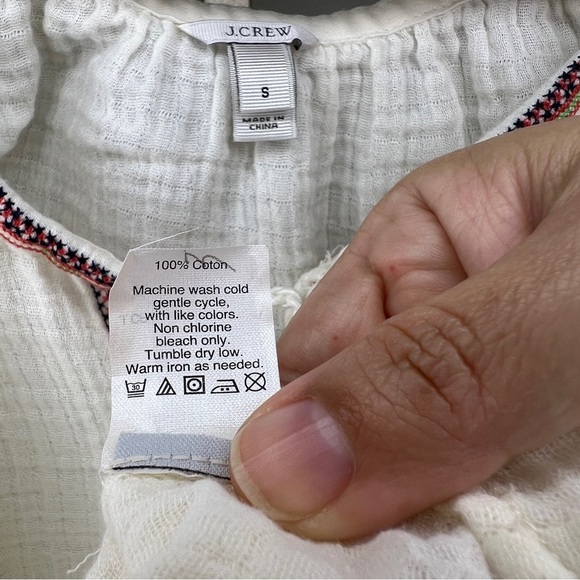 J.CREW
S
MADE IN
CHINA
100% Coton
Machine wash cold
gentle cycle,
with like colors.
Non chlorine
bleach only.
Tumble dry low.
Warm iron as needed.
30